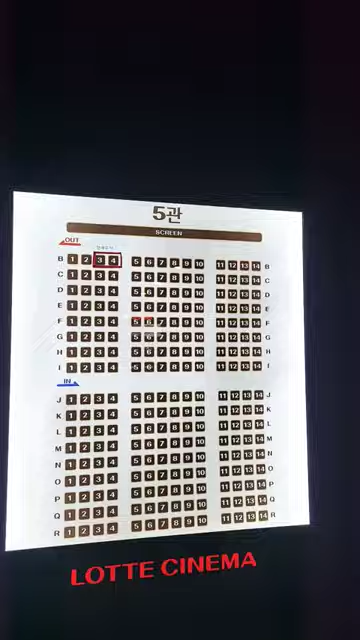 5관
SCREEN
OUT
B 1 2 3 4 5 6 7 8 9 10 11 12 13 14 B
C 1 2 3 4 5 6 7 8 9 10 11 12 13 14 C
D 1 2 3 4 5 6 7 8 9 10 11 12 13 14 D
E 1 2 3 4 5 6 7 8 9 10 11 12 13 14 E
F 1 2 3 4 5 6 7 8 9 10 11 12 13 14 F
G 1 2 3 4 5 6 7 8 9 10 11 12 13 14 G
H 1 2 3 4 5 6 7 8 9 10 11 12 13 14 H
I 1 2 3 4 5 6 7 8 9 10 11 12 13 14 I
IN
J 1 2 3 4 5 6 7 8 9 10 11 12 13 14 J
K 1 2 3 4 5 6 7 8 9 10 11 12 13 14 K
L 1 2 3 4 5 6 7 8 9 10 11 12 13 14 L
M 1 2 3 4 5 6 7 8 9 10 11 12 13 14 M
N 1 2 3 4 5 6 7 8 9 10 11 12 13 14 N
O 1 2 3 4 5 6 7 8 9 10 11 12 13 14 O
P 1 2 3 4 5 6 7 8 9 10 11 12 13 14 P
Q 1 2 3 4 5 6 7 8 9 10 11 12 13 14 Q
R 1 2 3 4 5 6 7 8 9 10 11 12 13 14 R
LOTTE CINEMA